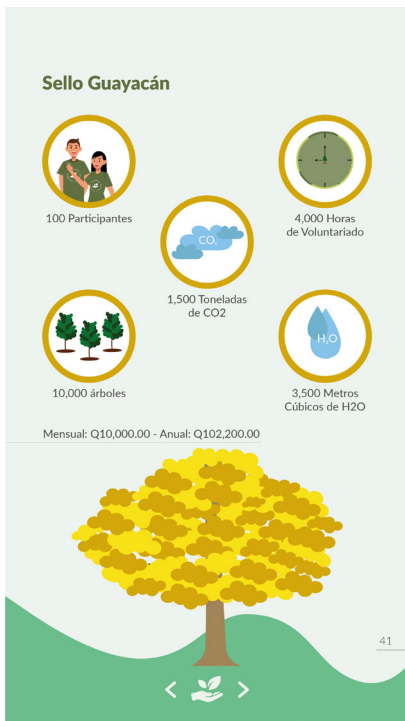 Sello Guayacán
100 Participantes
4,000 Horas
de Voluntariado
CO₂
1,500 Toneladas
de CO2
10,000 árboles
H₂O
3,500 Metros
Cúbicos de H2O
Mensual: Q10,000.00 - Anual: Q102,200.00
41